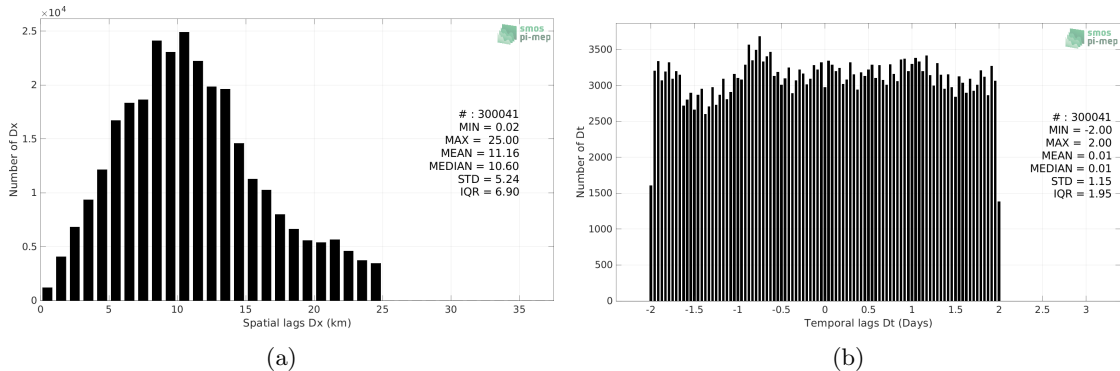 ×10⁴
2.5
2
1.5
1
0.5
0
0 5 10 15 20 25 30 35
Number of Dx
Spatial lags Dx (km)
smos
pi-mep
# : 300041
MIN = 0.02
MAX = 25.00
MEAN = 11.16
MEDIAN = 10.60
STD = 5.24
IQR = 6.90
(a)
3500
3000
2500
2000
1500
1000
500
0
-2 -1.5 -1 -0.5 0 0.5 1 1.5 2 2.5 3
Number of Dt
Temporal lags Dt (Days)
smos
pi-mep
# : 300041
MIN = -2.00
MAX = 2.00
MEAN = 0.01
MEDIAN = 0.01
STD = 1.15
IQR = 1.95
(b)